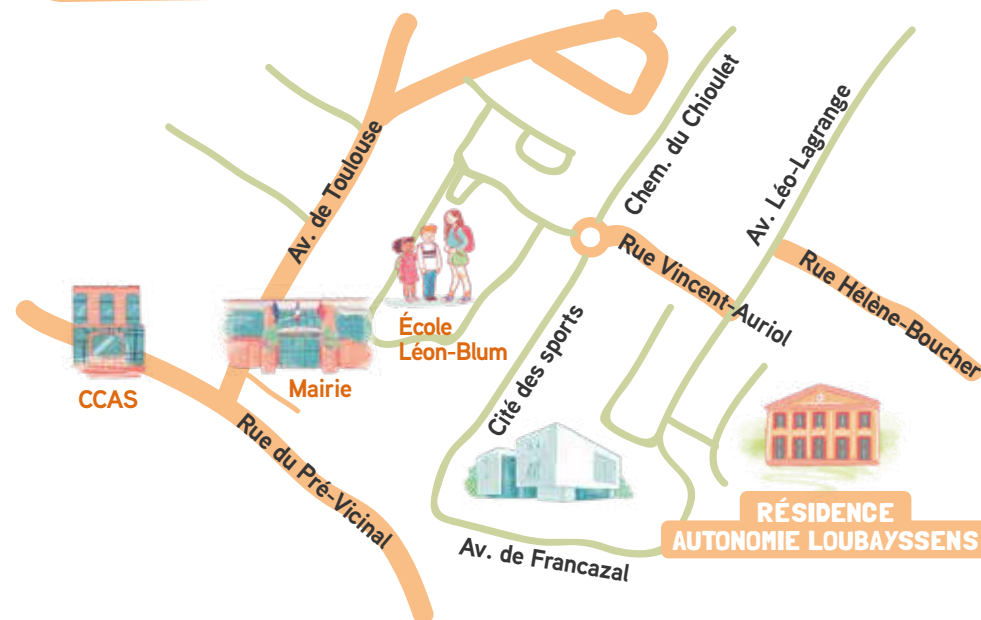 Chem. du Chioulet
Av. Léo-Lagrange
Av. de Toulouse
Rue Vincent-Auriol
Rue Hélène-Boucher
École
Léon-Blum
Mairie
CCAS
Cité des sports
Rue du Pré-Vicinal
Av. de Francazal
RÉSIDENCE
AUTONOMIE LOUBAYSSENS